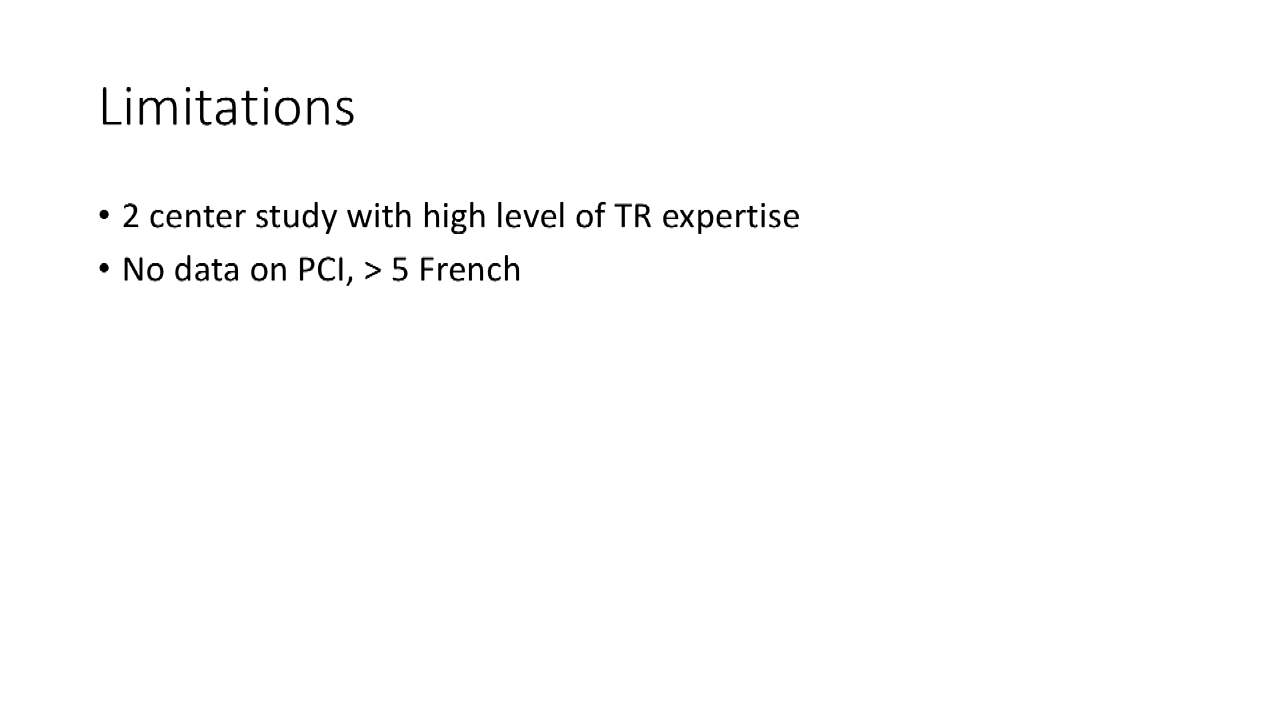 Limitations
• 2 center study with high level of TR expertise
• No data on PCI, > 5 French